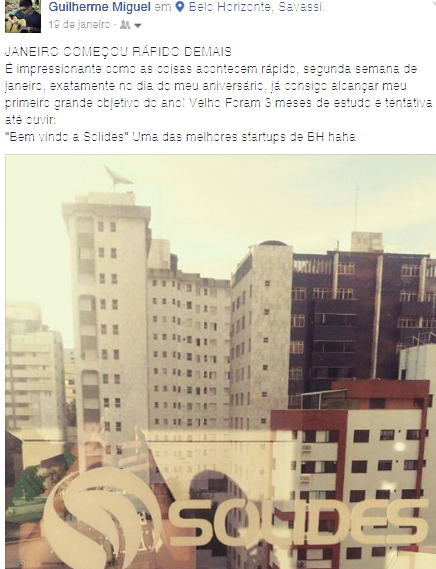 Guilherme Miguel em Belo Horizonte, Savassi.
19 de janeiro
JANEIRO COMEÇOU RÁPIDO DEMAIS
É impressionante como as coisas acontecem rápido, segunda semana de
janeiro, exatamente no dia do meu aniversário, já consigo alcançar meu
primeiro grande objetivo do ano! Velho Foram 3 meses de estudo e tentativa
até ouvir:
"Bem vindo a Solides" Uma das melhores startups de BH haha
SOLIDES